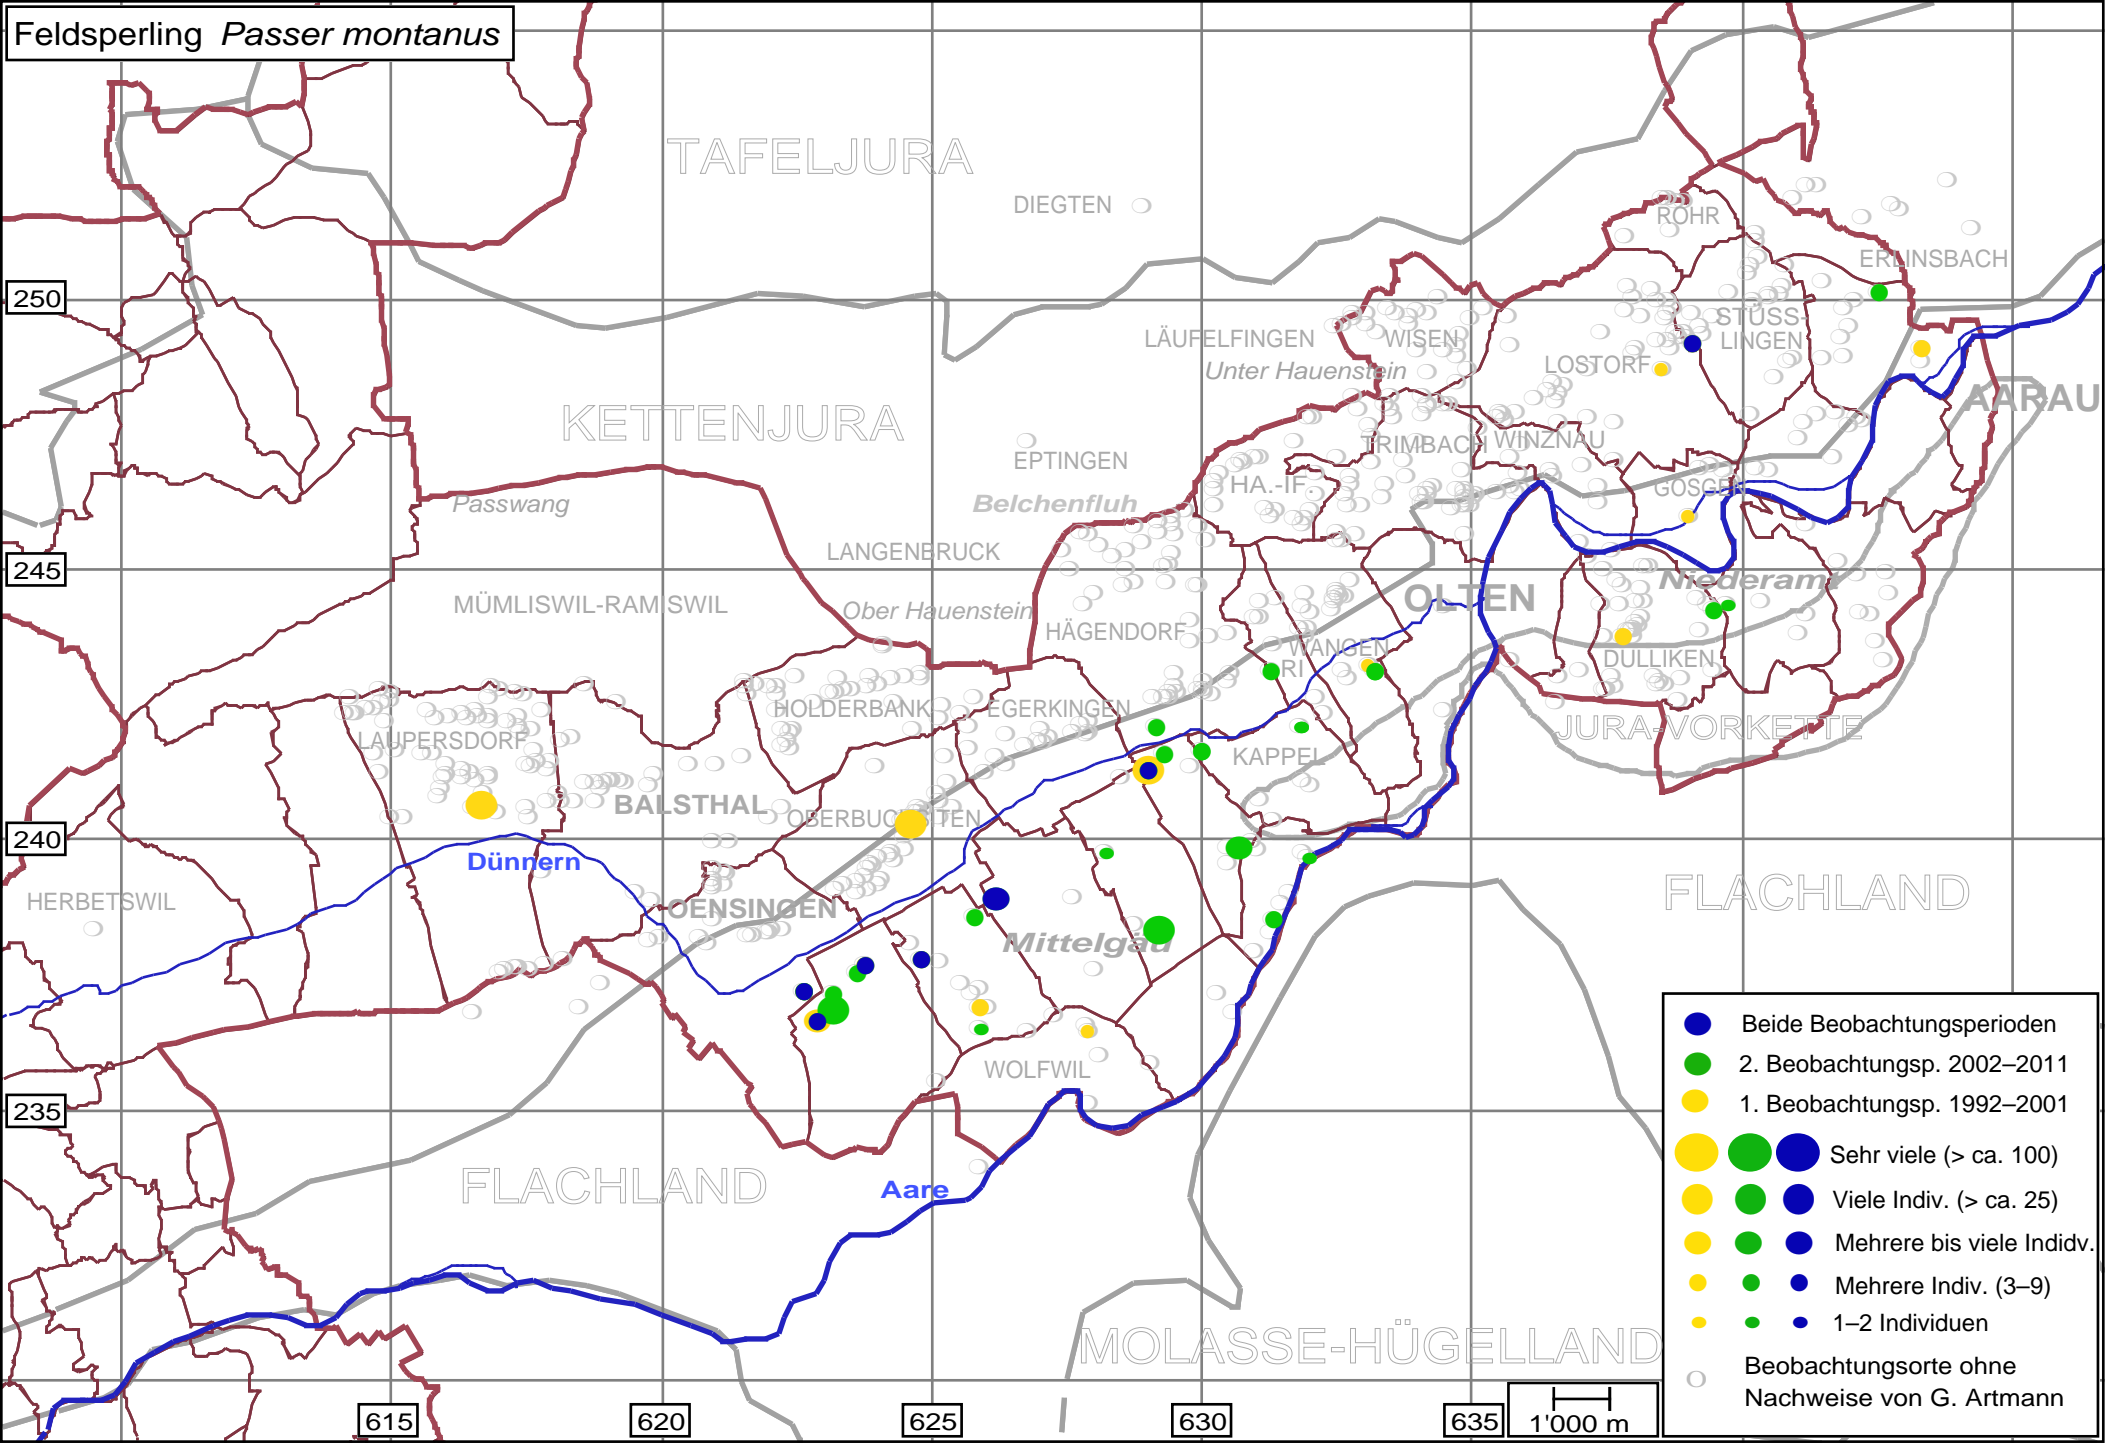 Feldsperling Passer montanus
TAFELJURA
DIEGTEN
ROHR
ERLINSBACH
250
LÄUFELFINGEN
WISEN
STÜSS-
LINGEN
Unter Hauenstein
LOSTORF
AARAU
KETTENJURA
EPTINGEN
TRIMBACH
WINZNAU
HA.-IF.
GÖSGEN
Passwang
Belchenfluh
LANGENBRUCK
245
Niederamt
MÜMLISWIL-RAMISWIL
Ober Hauenstein
OLTEN
HÄGENDORF
WANGEN
RI
DULLIKEN
HOLDERBANK
EGERKINGEN
JURA-VORKETTE
LAUPERSDORF
KAPPEL
BALSTHAL
OBERBUCHSITEN
240
Dünnern
HERBETSWIL
OENSINGEN
FLACHLAND
Mittelgäu
WOLFWIL
235
FLACHLAND
Aare
MOLASSE-HÜGELLAND
615
620
625
630
635
1'000 m
Beide Beobachtungsperioden
2. Beobachtungsp. 2002–2011
1. Beobachtungsp. 1992–2001
Sehr viele (> ca. 100)
Viele Indiv. (> ca. 25)
Mehrere bis viele Indidv.
Mehrere Indiv. (3–9)
1–2 Individuen
Beobachtungsorte ohne
Nachweise von G. Artmann